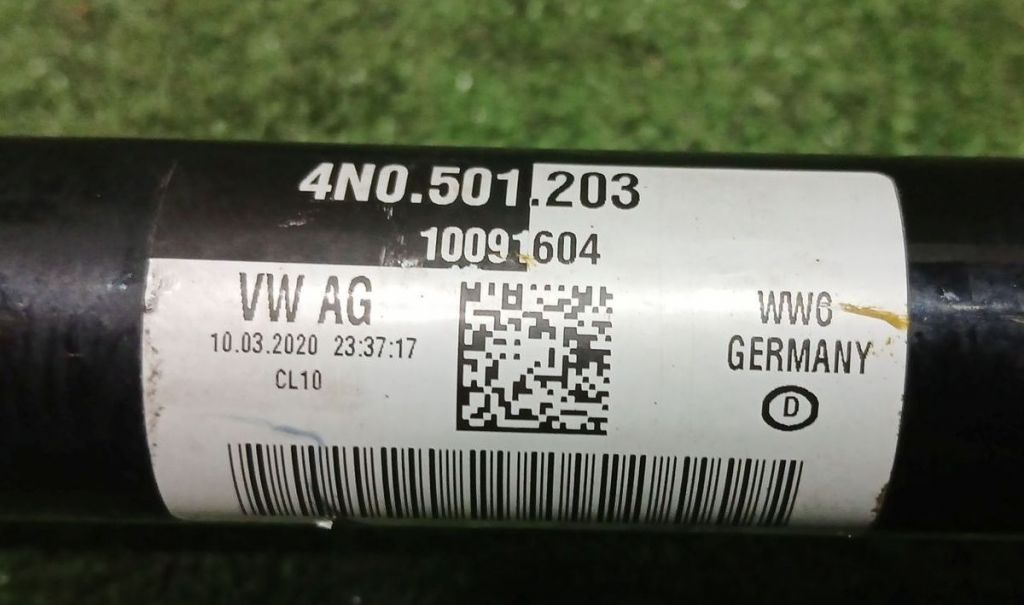 4N0.501.203
10091604
VW AG
10.03.2020 23:37:17
CL10
WW6
GERMANY
D